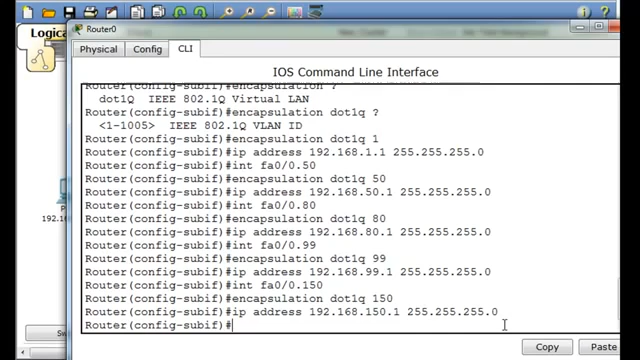 Logical
Router0
Physical
Config
CLI
IOS Command Line Interface
Router(config-subif)#encapsulation ?
dot1Q IEEE 802.1Q Virtual LAN
Router(config-subif)#encapsulation dot1q ?
<1-1005> IEEE 802.1Q VLAN ID
Router(config-subif)#encapsulation dot1q 1
Router(config-subif)#ip address 192.168.1.1 255.255.255.0
Router(config-subif)#int fa0/0.50
Router(config-subif)#encapsulation dot1q 50
Router(config-subif)#ip address 192.168.50.1 255.255.255.0
Router(config-subif)#int fa0/0.80
Router(config-subif)#encapsulation dot1q 80
Router(config-subif)#ip address 192.168.80.1 255.255.255.0
Router(config-subif)#int fa0/0.99
Router(config-subif)#encapsulation dot1q 99
Router(config-subif)#ip address 192.168.99.1 255.255.255.0
Router(config-subif)#int fa0/0.150
Router(config-subif)#encapsulation dot1q 150
Router(config-subif)#ip address 192.168.150.1 255.255.255.0
Router(config-subif)#
Copy
Paste